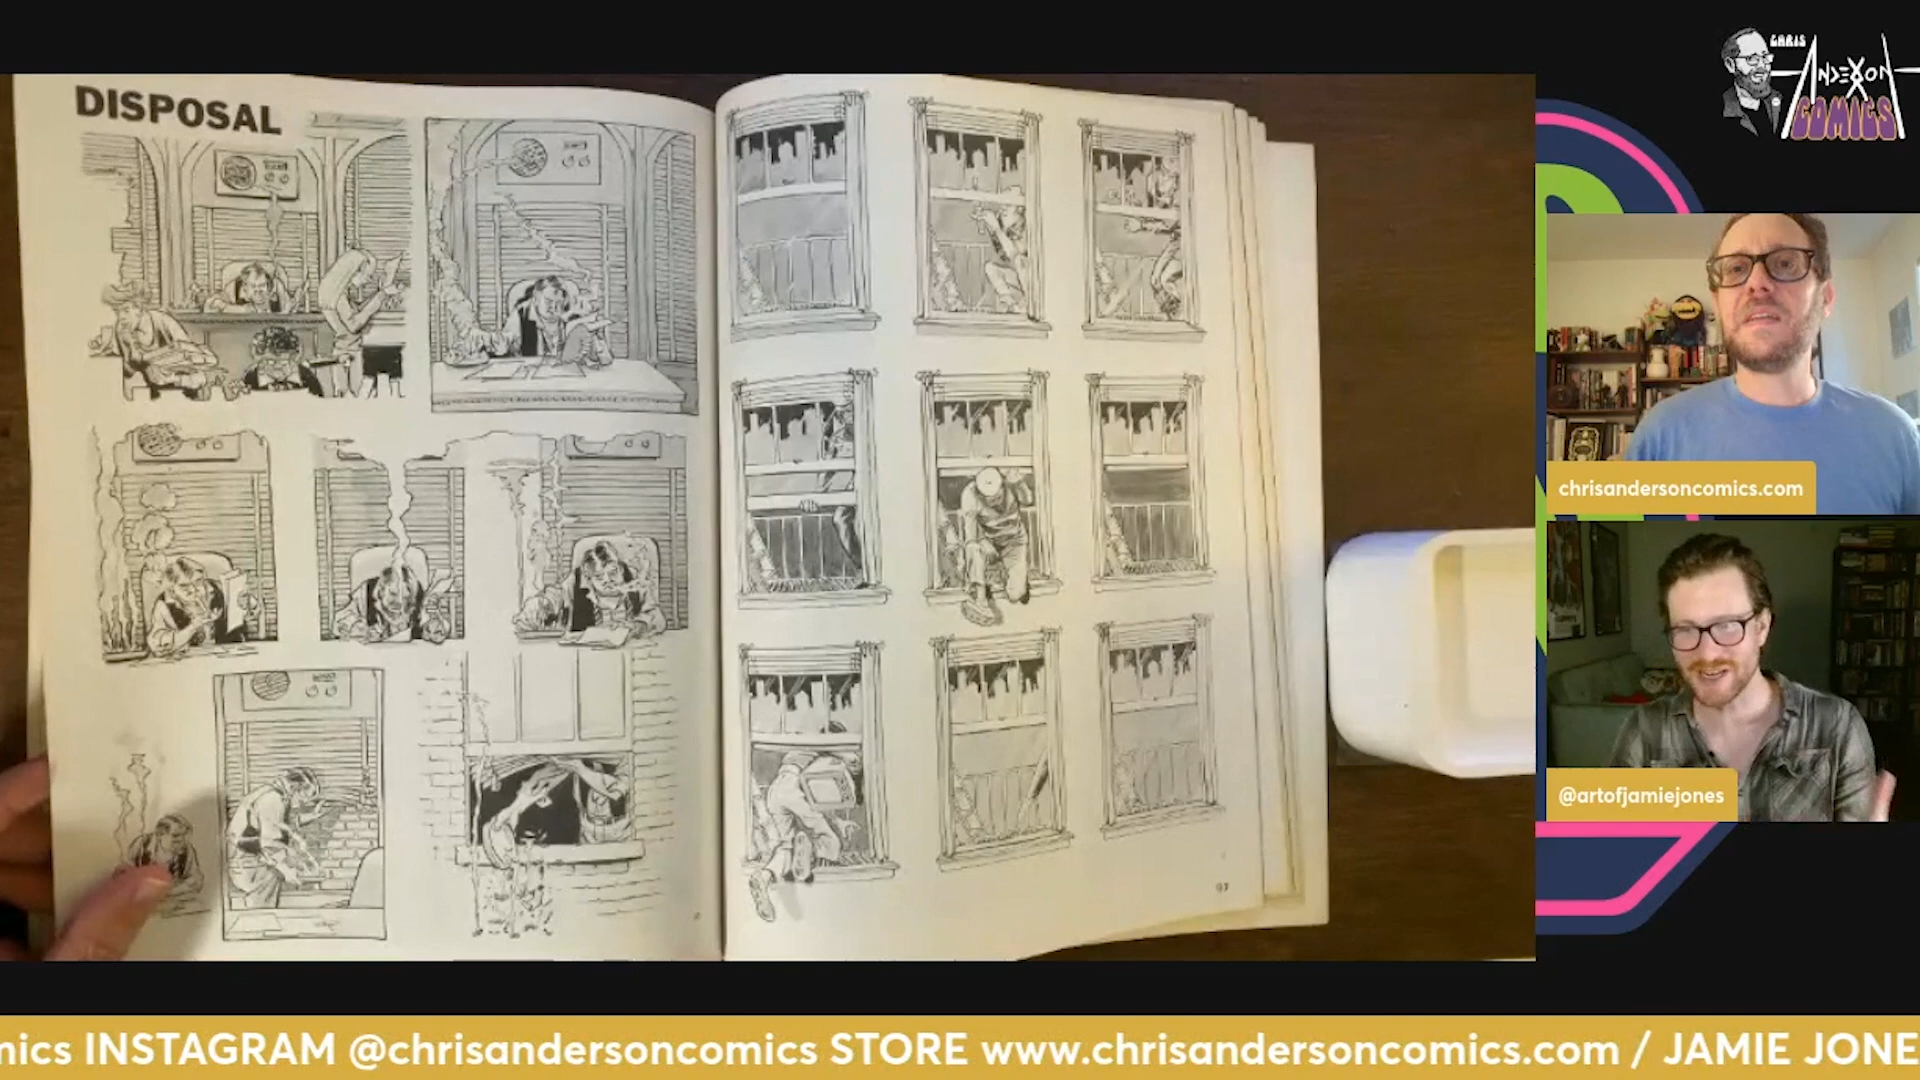 DISPOSAL
CHRIS
ANDERSON
COMICS
chrisandersoncomics.com
@artofjamiejones
mics INSTAGRAM @chrisandersoncomics STORE www.chrisandersoncomics.com / JAMIE JONE